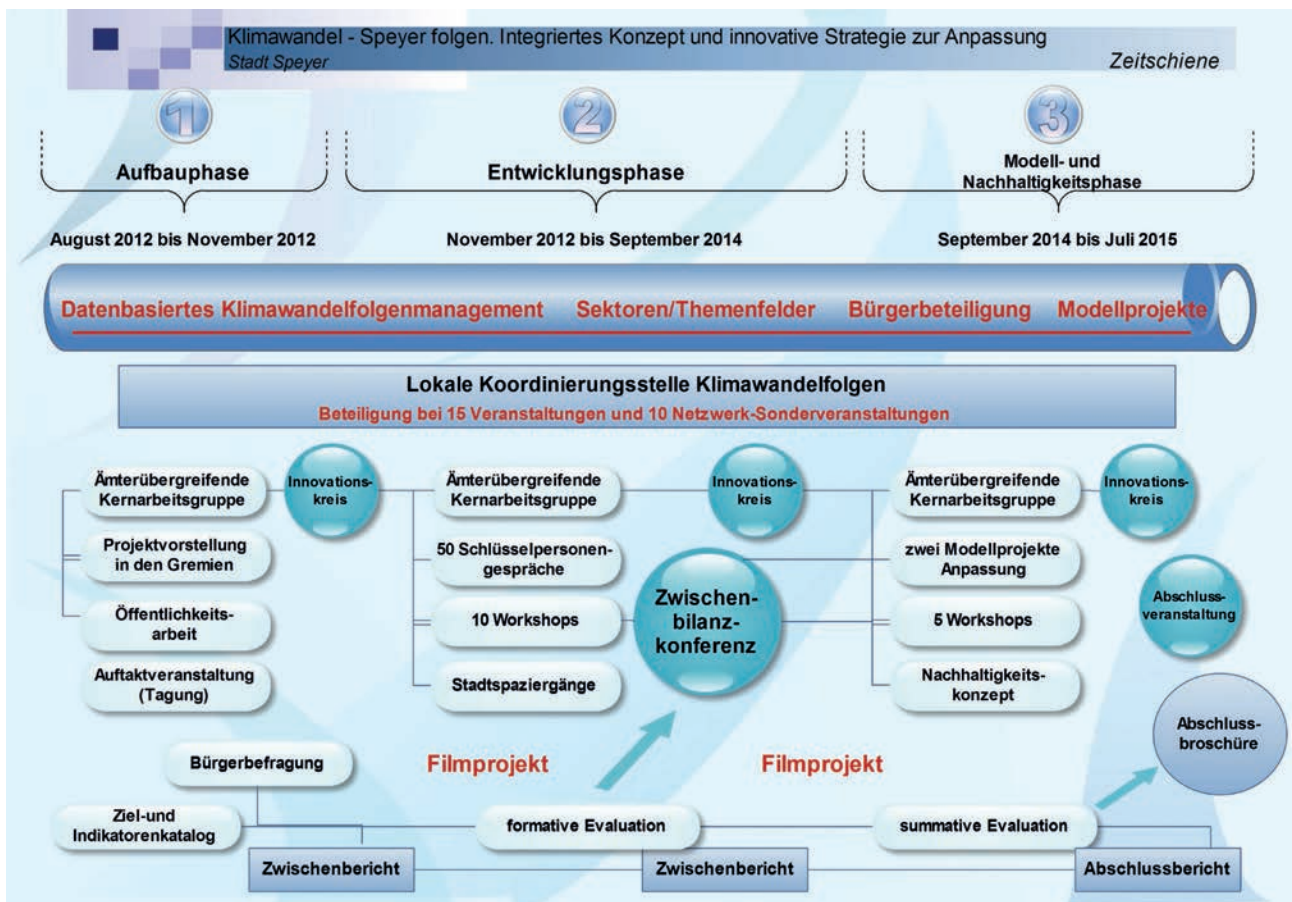 Klimawandel - Speyer folgen. Integriertes Konzept und innovative Strategie zur Anpassung
Stadt Speyer
Zeitschiene
1
2
3
Aufbauphase
Entwicklungsphase
Modell- und
Nachhaltigkeitsphase
August 2012 bis November 2012
November 2012 bis September 2014
September 2014 bis Juli 2015
Datenbasiertes Klimawandelfolgenmanagement
Sektoren/Themenfelder
Bürgerbeteiligung
Modellprojekte
Lokale Koordinierungsstelle Klimawandelfolgen
Beteiligung bei 15 Veranstaltungen und 10 Netzwerk-Sonderveranstaltungen
Ämterübergreifende
Kernarbeitsgruppe
Innovations-
kreis
Projektvorstellung
in den Gremien
Öffentlichkeits-
arbeit
Auftaktveranstaltung
(Tagung)
Ämterübergreifende
Kernarbeitsgruppe
Innovations-
kreis
50 Schlüsselpersonen-
gespräche
10 Workshops
Stadtspaziergänge
Zwischen-
bilanz-
konferenz
Ämterübergreifende
Kernarbeitsgruppe
Innovations-
kreis
zwei Modellprojekte
Anpassung
5 Workshops
Nachhaltigkeits-
konzept
Abschluss-
veranstaltung
Abschluss-
broschüre
Bürgerbefragung
Filmprojekt
Filmprojekt
Ziel-und
Indikatorenkatalog
formative Evaluation
summative Evaluation
Zwischenbericht
Zwischenbericht
Abschlussbericht